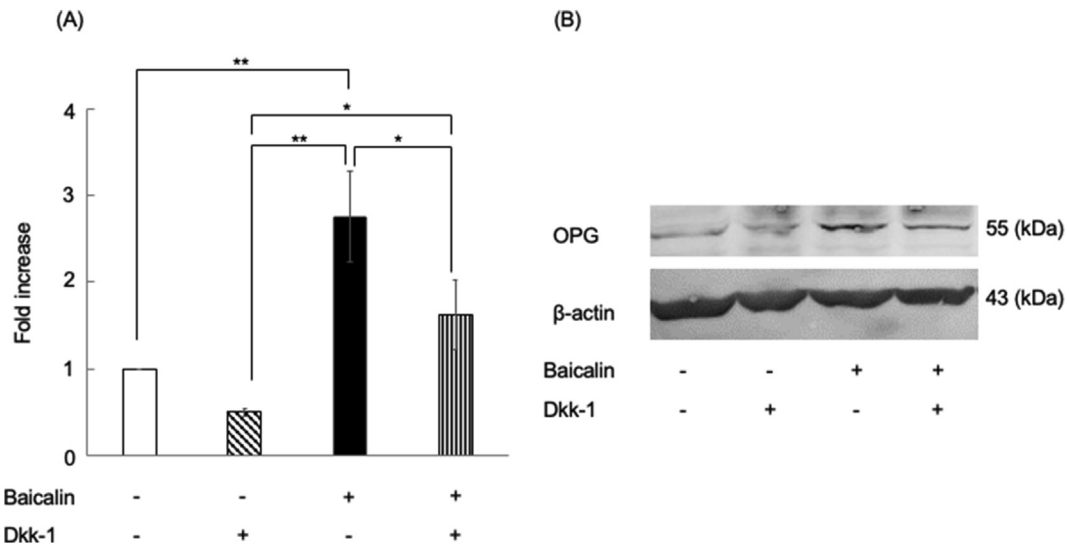 (A)
**
*
** *
4
3
2
1
0
Fold increase
Baicalin - - + +
Dkk-1 - + - +
(B)
OPG 55 (kDa)
β-actin 43 (kDa)
Baicalin - - + +
Dkk-1 - + - +